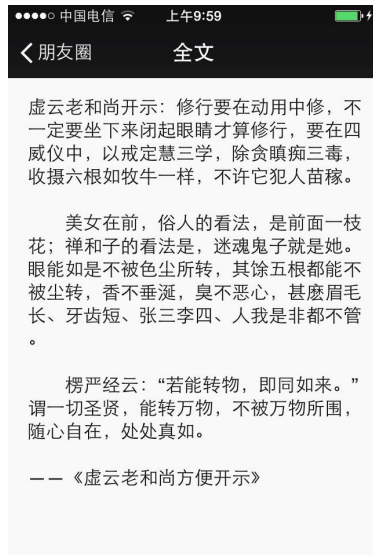 中国电信 上午9:59
朋友圈 全文
虚云老和尚开示：修行要在动用中修，不
一定要坐下来闭起眼睛才算修行，要在四
威仪中，以戒定慧三学，除贪瞋痴三毒，
收摄六根如牧牛一样，不许它犯人苗稼。
美女在前，俗人的看法，是前面一枝
花；禅和子的看法是，迷魂鬼子就是她。
眼能如是不被色尘所转，其馀五根都能不
被尘转，香不垂涎，臭不恶心，甚麽眉毛
长、牙齿短、张三李四、人我是非都不管
。
楞严经云：“若能转物，即同如来。”
谓一切圣贤，能转万物，不被万物所围，
随心自在，处处真如。
——《虚云老和尚方便开示》